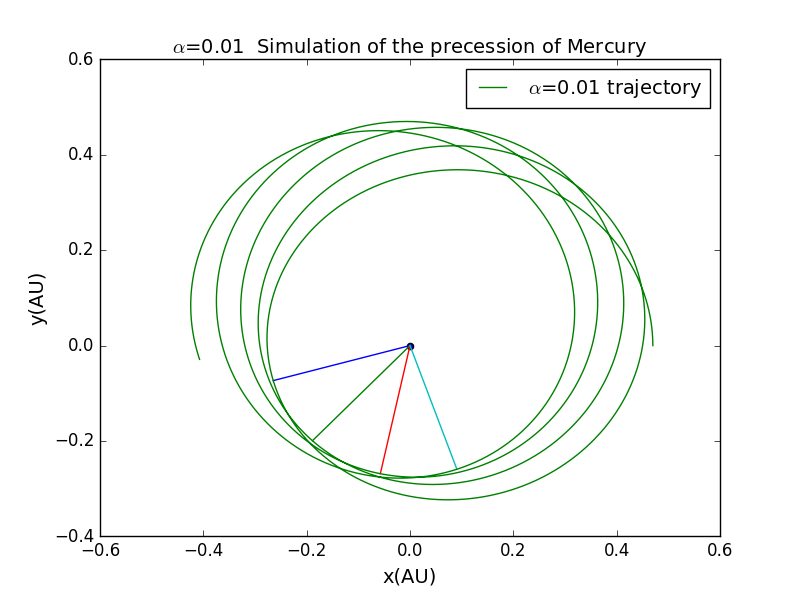 α=0.01 Simulation of the precession of Mercury
α=0.01 trajectory
0.6
0.4
0.2
0.0
−0.2
−0.4
−0.6 −0.4 −0.2 0.0 0.2 0.4 0.6
x(AU)
y(AU)